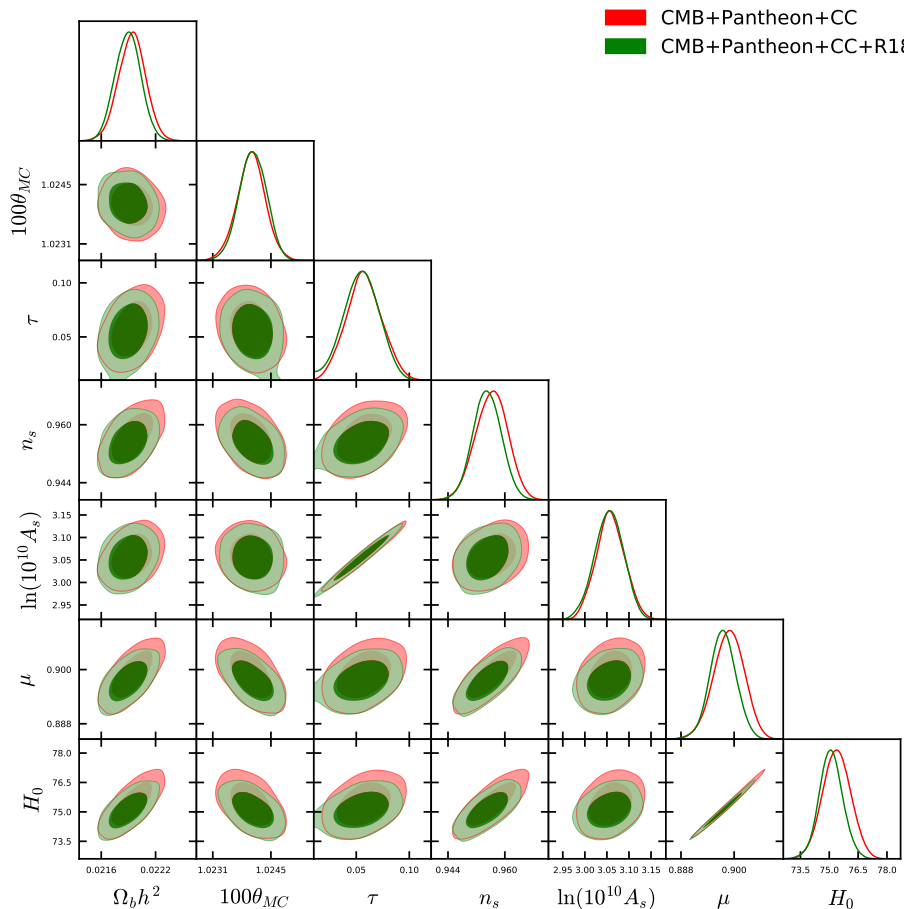 CMB+Pantheon+CC
CMB+Pantheon+CC+R18
1.0245
1.0231
100θ_MC
0.10
0.05
τ
0.960
0.944
n_s
3.15
3.10
3.05
3.00
2.95
ln(10^10 A_s)
0.900
0.888
μ
78.0
76.5
75.0
73.5
H_0
0.0216 0.0222 1.0231 1.0245 0.05 0.10 0.944 0.960 2.95 3.00 3.05 3.10 3.15 0.888 0.900 73.5 75.0 76.5 78.0
Ω_b h^2 100θ_MC τ n_s ln(10^10 A_s) μ H_0